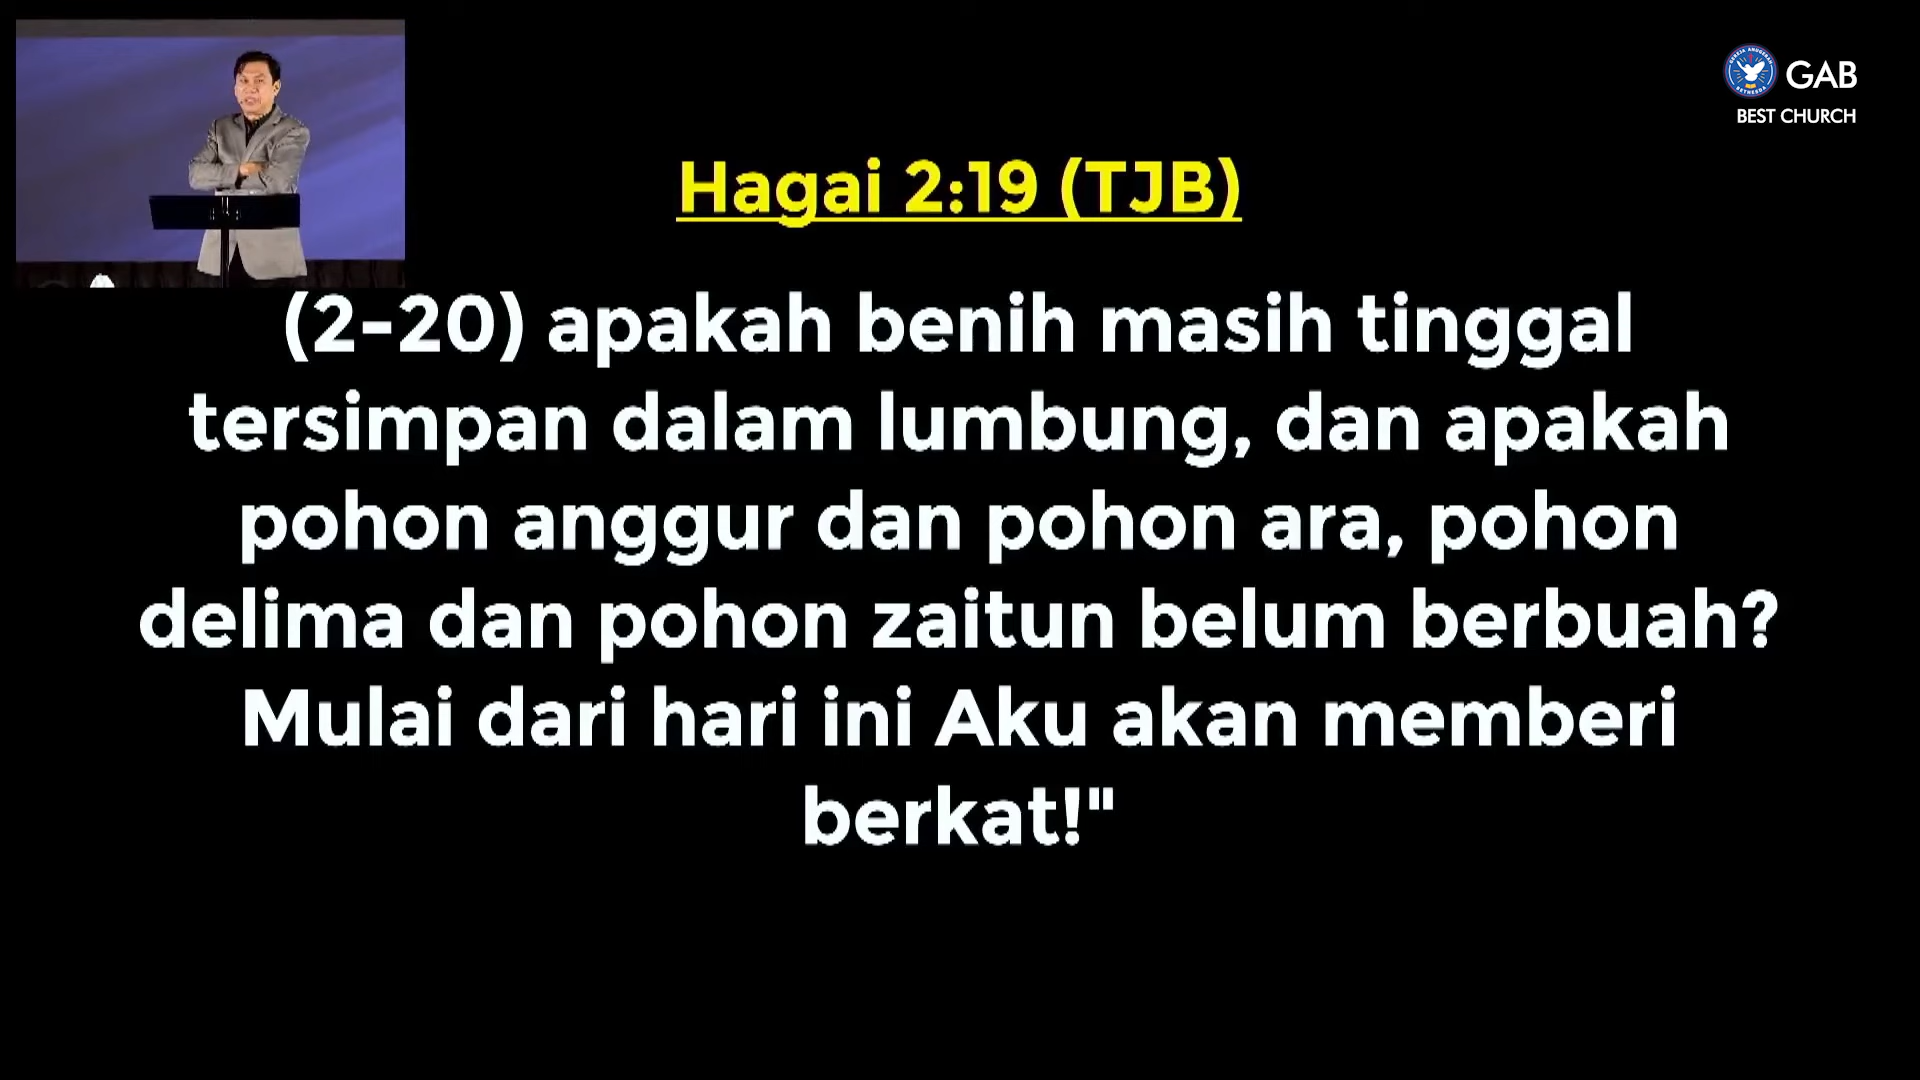 GAB
BEST CHURCH
Hagai 2:19 (TJB)
(2-20) apakah benih masih tinggal
tersimpan dalam lumbung, dan apakah
pohon anggur dan pohon ara, pohon
delima dan pohon zaitun belum berbuah?
Mulai dari hari ini Aku akan memberi
berkat!"